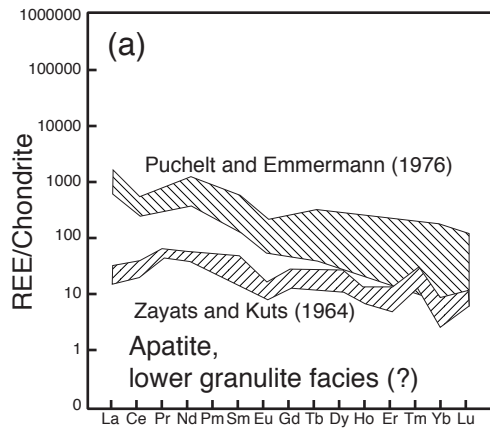 (a)
REE/Chondrite
1000000
100000
10000
1000
100
10
1
0
Puchelt and Emmermann (1976)
Zayats and Kuts (1964)
Apatite,
lower granulite facies (?)
La Ce Pr Nd Pm Sm Eu Gd Tb Dy Ho Er Tm Yb Lu